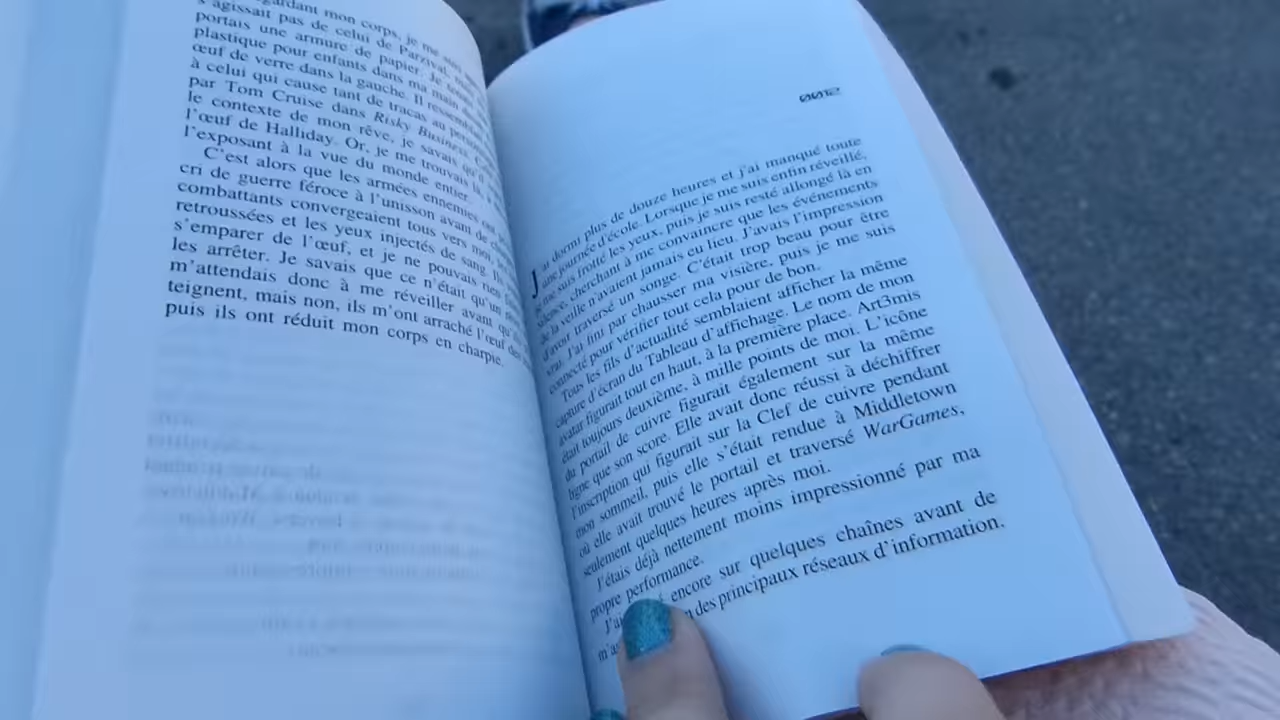 gardant mon corps, je me suis
s'agissait pas de celui de Parzival, mais
portais une armure de papier. Je tenais
plastique pour enfants dans ma main
œuf de verre dans la gauche. Il ressemblait
à celui qui cause tant de tracas au person
par Tom Cruise dans Risky Business.
le contexte de mon rêve, je savais qu'il
l'œuf de Halliday. Or, je me trouvais là,
l'exposant à la vue du monde entier.
C'est alors que les armées ennemies ont
cri de guerre féroce à l'unisson avant de
combattants convergeaient tous vers moi,
retroussées et les yeux injectés de sang.
s'emparer de l'œuf, et je ne pouvais rien
les arrêter. Je savais que ce n'était qu'un
m'attendais donc à me réveiller avant qu'
teignent, mais non, ils m'ont arraché l'œuf des
puis ils ont réduit mon corps en charpie.
0012
J'ai dormi plus de douze heures et j'ai manqué toute
une journée d'école. Lorsque je me suis enfin réveillé,
je me suis frotté les yeux, puis je suis resté allongé là en
silence, cherchant à me convaincre que les événements
de la veille n'avaient jamais eu lieu. J'avais l'impression
d'avoir traversé un songe. C'était trop beau pour être
vrai. J'ai fini par chausser ma visière, puis je me suis
connecté pour vérifier tout cela pour de bon.
Tous les fils d'actualité semblaient afficher la même
capture d'écran du Tableau d'affichage. Le nom de mon
avatar figurait tout en haut, à la première place. Art3mis
était toujours deuxième, à mille points de moi. L'icône
du portail de cuivre figurait également sur la même
ligne que son score. Elle avait donc réussi à déchiffrer
l'inscription qui figurait sur la Clef de cuivre pendant
mon sommeil, puis elle s'était rendue à Middletown
où elle avait trouvé le portail et traversé WarGames,
seulement quelques heures après moi.
J'étais déjà nettement moins impressionné par ma
propre performance.
J'ai encore sur quelques chaînes avant de
des principaux réseaux d'information.